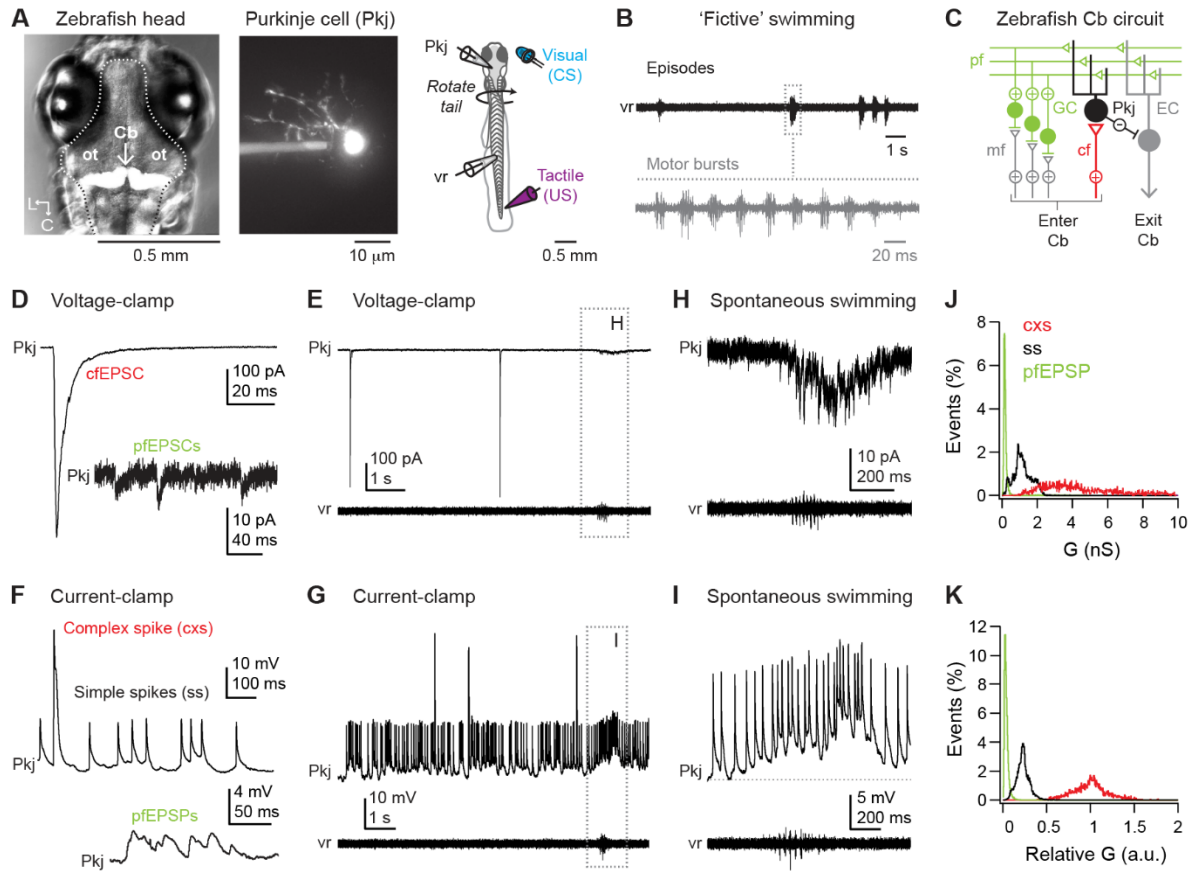 A Zebrafish head
Cb
ot ot
L
C
0.5 mm
Purkinje cell (Pkj)
10 µm
Pkj
Visual
(CS)
Rotate
tail
vr
Tactile
(US)
0.5 mm
B 'Fictive' swimming
Episodes
vr
1 s
Motor bursts
20 ms
C Zebrafish Cb circuit
pf
GC
Pkj
EC
mf
cf
Enter
Cb
Exit
Cb
D Voltage-clamp
Pkj
cfEPSC
100 pA
20 ms
pfEPSCs
Pkj
10 pA
40 ms
E Voltage-clamp
H
Pkj
100 pA
1 s
vr
H Spontaneous swimming
Pkj
10 pA
200 ms
vr
J
cxs
ss
pfEPSP
Events (%)
8
6
4
2
0
0 2 4 6 8 10
G (nS)
F Current-clamp
Complex spike (cxs)
10 mV
100 ms
Simple spikes (ss)
Pkj
4 mV
50 ms
pfEPSPs
Pkj
G Current-clamp
I
Pkj
10 mV
1 s
vr
I Spontaneous swimming
Pkj
5 mV
200 ms
vr
K
Events (%)
12
10
8
6
4
2
0
0 0.5 1 1.5 2
Relative G (a.u.)